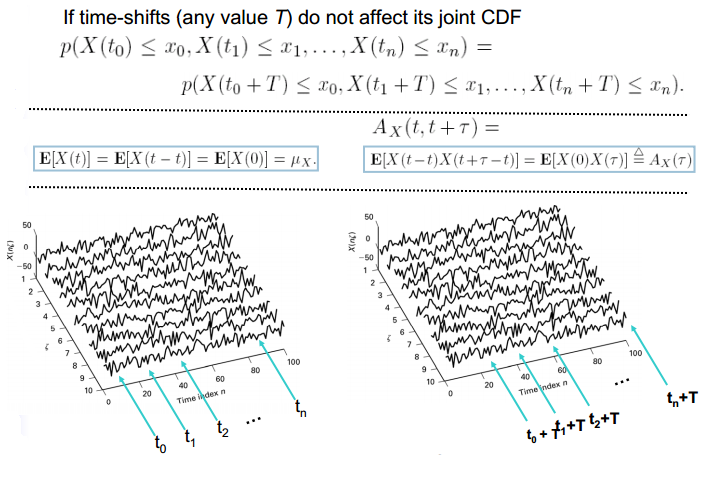 If time-shifts (any value T) do not affect its joint CDF
p(X(t₀) ≤ x₀, X(t₁) ≤ x₁, . . . , X(tₙ) ≤ xₙ) =
p(X(t₀ + T) ≤ x₀, X(t₁ + T) ≤ x₁, . . . , X(tₙ + T) ≤ xₙ).
A_X(t, t + τ) =
E[X(t)] = E[X(t − t)] = E[X(0)] = μ_X.
E[X(t−t)X(t+τ−t)] = E[X(0)X(τ)] ≜ A_X(τ)
50
0
−50
X(n,ζ)
1
2
3
4
5
6
7
8
9
10
ζ
0
20
40
60
80
100
Time index n
t₀
t₁
t₂
...
tₙ
50
0
−50
X(n,ζ)
1
2
3
4
5
6
7
8
9
10
ζ
0
20
40
60
80
100
Time index n
t₀ + T
t₁+T
t₂+T
...
tₙ+T